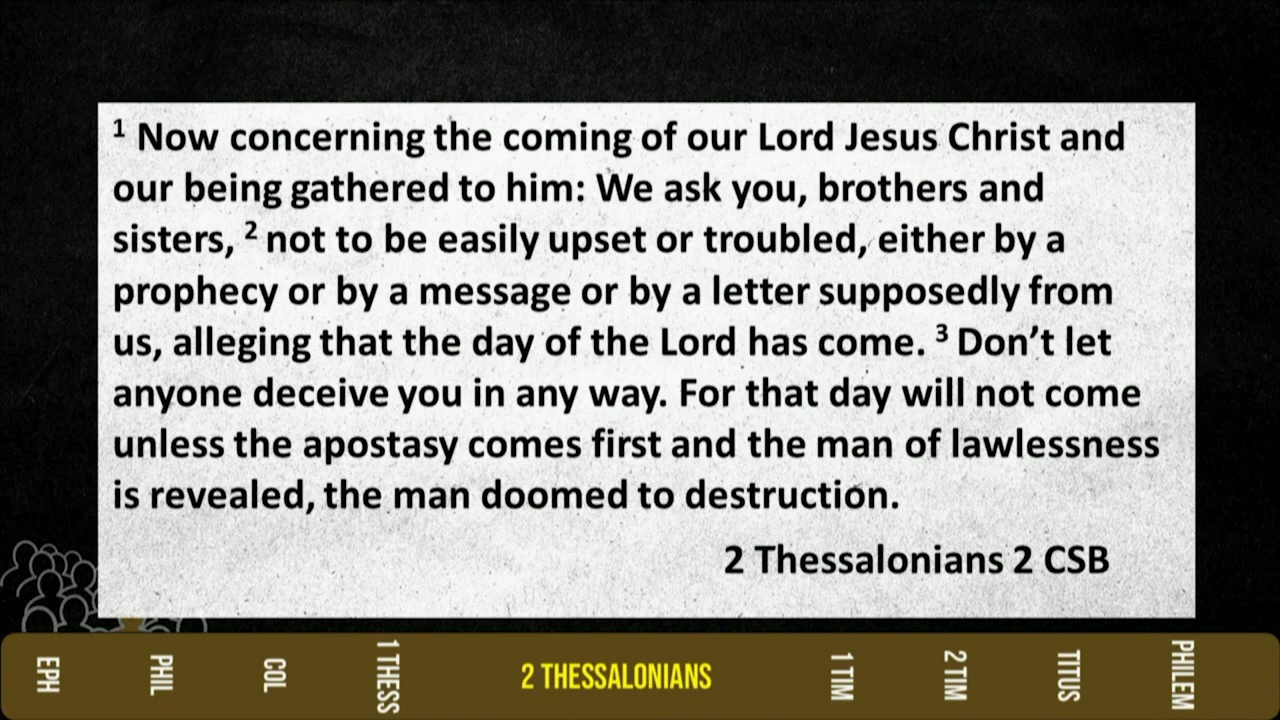 1 Now concerning the coming of our Lord Jesus Christ and
our being gathered to him: We ask you, brothers and
sisters, 2 not to be easily upset or troubled, either by a
prophecy or by a message or by a letter supposedly from
us, alleging that the day of the Lord has come. 3 Don’t let
anyone deceive you in any way. For that day will not come
unless the apostasy comes first and the man of lawlessness
is revealed, the man doomed to destruction.
2 Thessalonians 2 CSB
EPH
PHIL
COL
1 THESS
2 THESSALONIANS
1 TIM
2 TIM
TITUS
PHILEM